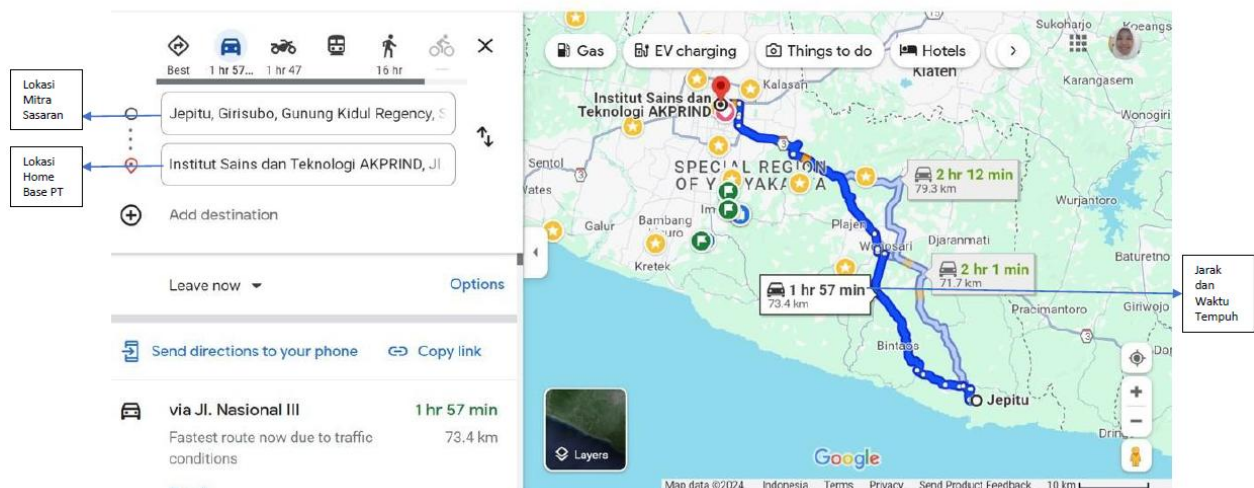 Lokasi
Mitra
Sasaran
Lokasi
Home
Base PT
Best
1 hr 57...
1 hr 47
16 hr
Jepitu, Girisubo, Gunung Kidul Regency, S
Institut Sains dan Teknologi AKPRIND, Jl
Add destination
Leave now
Options
Send directions to your phone
Copy link
via Jl. Nasional III
1 hr 57 min
Fastest route now due to traffic
73.4 km
conditions
Gas
EV charging
Things to do
Hotels
Sukoharjo
Klaten
Karangasem
Kalasan
Institut Sains dan
Teknologi AKPRIND
Wonogiri
Sentol
SPECIAL REGION
2 hr 12 min
79.3 km
Wurjantoro
Galur
Bambang
Plajen
Djaranmati
Kretek
Baturetno
2 hr 1 min
71.7 km
1 hr 57 min
73.4 km
Pracimantoro
Giriwojo
Bintaos
Jepitu
Layers
Google
Map data ©2024
Indonesia
Terms
Privacy
Send Product Feedback
10 km
Jarak
dan
Waktu
Tempuh